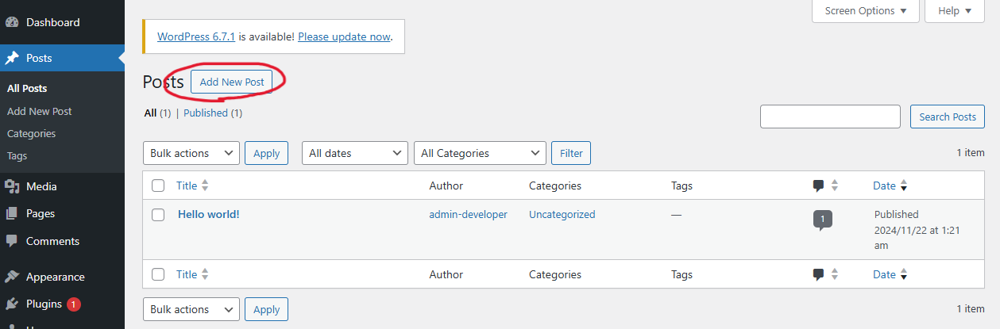 Dashboard
Posts
All Posts
Add New Post
Categories
Tags
Media
Pages
Comments
Appearance
Plugins 1
Screen Options ▼ Help ▼
WordPress 6.7.1 is available! Please update now.
Posts Add New Post
All (1) | Published (1)
Search Posts
Bulk actions Apply All dates All Categories Filter 1 item
Title Author Categories Tags Date
Hello world! admin-developer Uncategorized — 1 Published
2024/11/22 at 1:21
am
Title Author Categories Tags Date
Bulk actions Apply 1 item